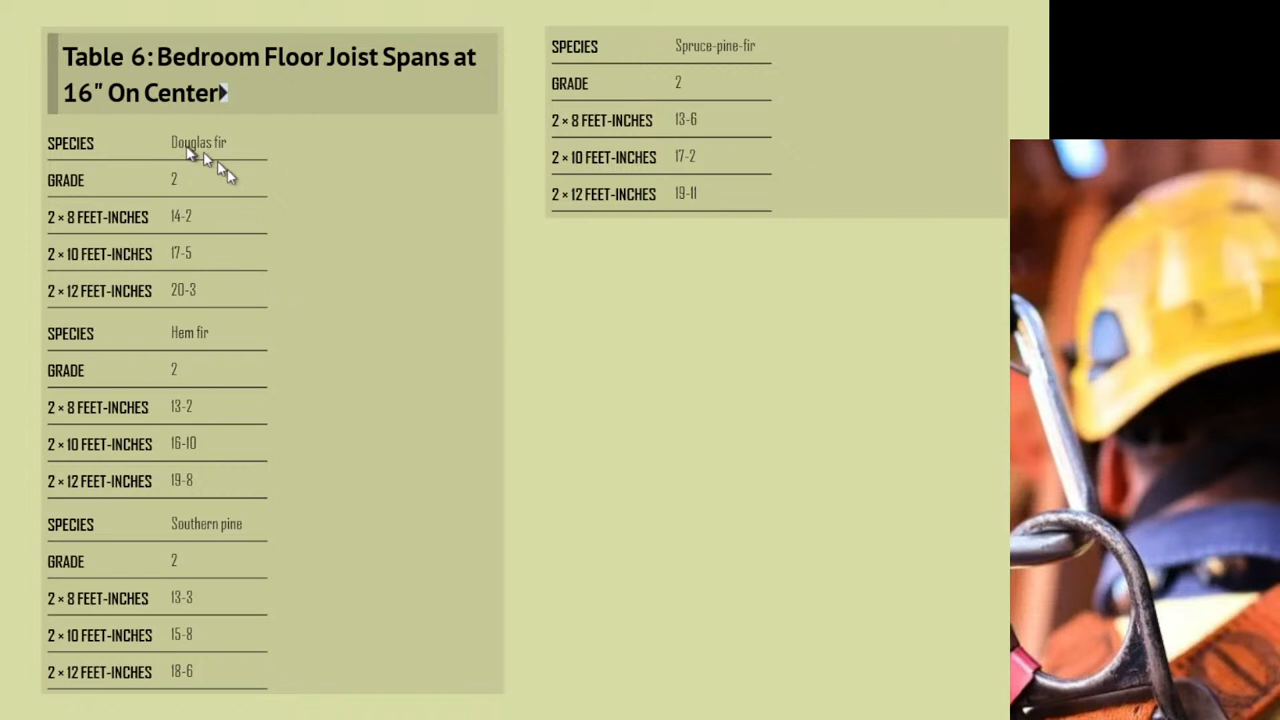 Table 6: Bedroom Floor Joist Spans at
16" On Center
SPECIES Douglas fir
GRADE 2
2 × 8 FEET-INCHES 14-2
2 × 10 FEET-INCHES 17-5
2 × 12 FEET-INCHES 20-3
SPECIES Hem fir
GRADE 2
2 × 8 FEET-INCHES 13-2
2 × 10 FEET-INCHES 16-10
2 × 12 FEET-INCHES 19-8
SPECIES Southern pine
GRADE 2
2 × 8 FEET-INCHES 13-3
2 × 10 FEET-INCHES 15-8
2 × 12 FEET-INCHES 18-6
SPECIES Spruce-pine-fir
GRADE 2
2 × 8 FEET-INCHES 13-6
2 × 10 FEET-INCHES 17-2
2 × 12 FEET-INCHES 19-11